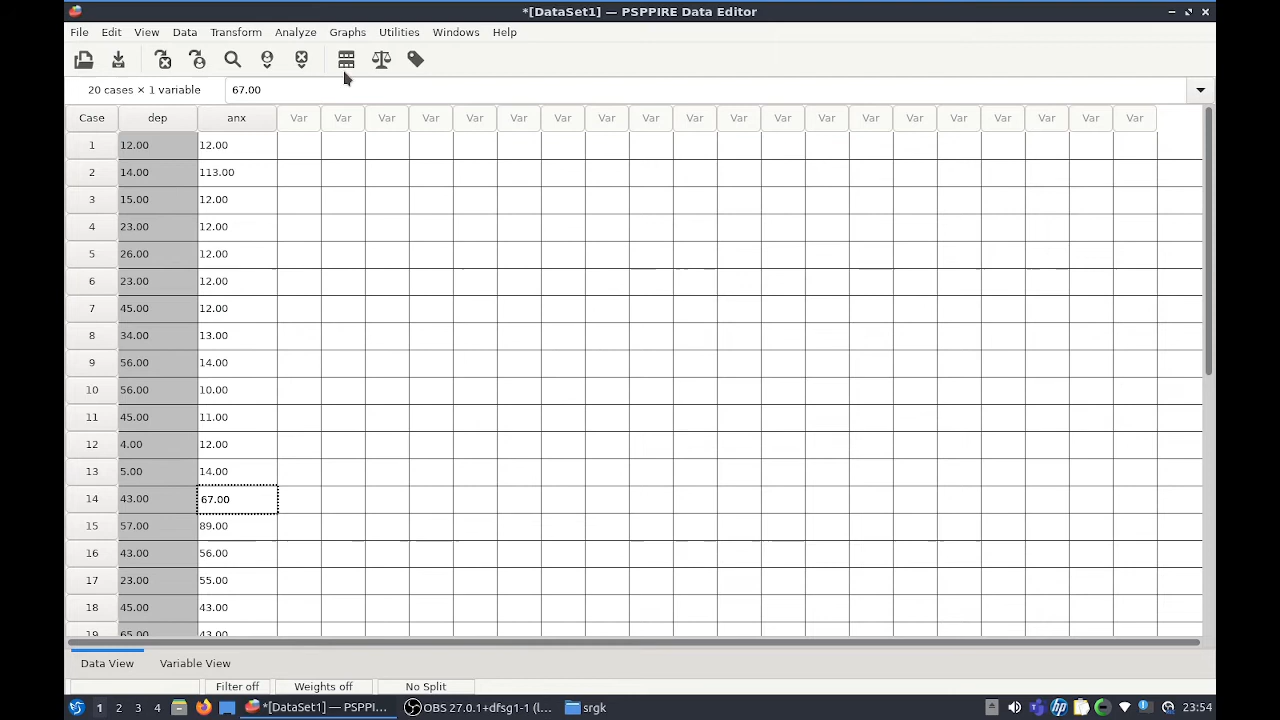 *[DataSet1] — PSPPIRE Data Editor
File Edit View Data Transform Analyze Graphs Utilities Windows Help
20 cases × 1 variable 67.00
Case dep anx Var Var Var Var Var Var Var Var Var Var Var Var Var Var Var Var Var Var Var Var
1 12.00 12.00
2 14.00 113.00
3 15.00 12.00
4 23.00 12.00
5 26.00 12.00
6 23.00 12.00
7 45.00 12.00
8 34.00 13.00
9 56.00 14.00
10 56.00 10.00
11 45.00 11.00
12 4.00 12.00
13 5.00 14.00
14 43.00 67.00
15 57.00 89.00
16 43.00 56.00
17 23.00 55.00
18 45.00 43.00
19 65.00 43.00
Data View Variable View
Filter off Weights off No Split
1 2 3 4 *[DataSet1] — PSPPI... OBS 27.0.1+dfsg1-1 (l... srgk 23:54